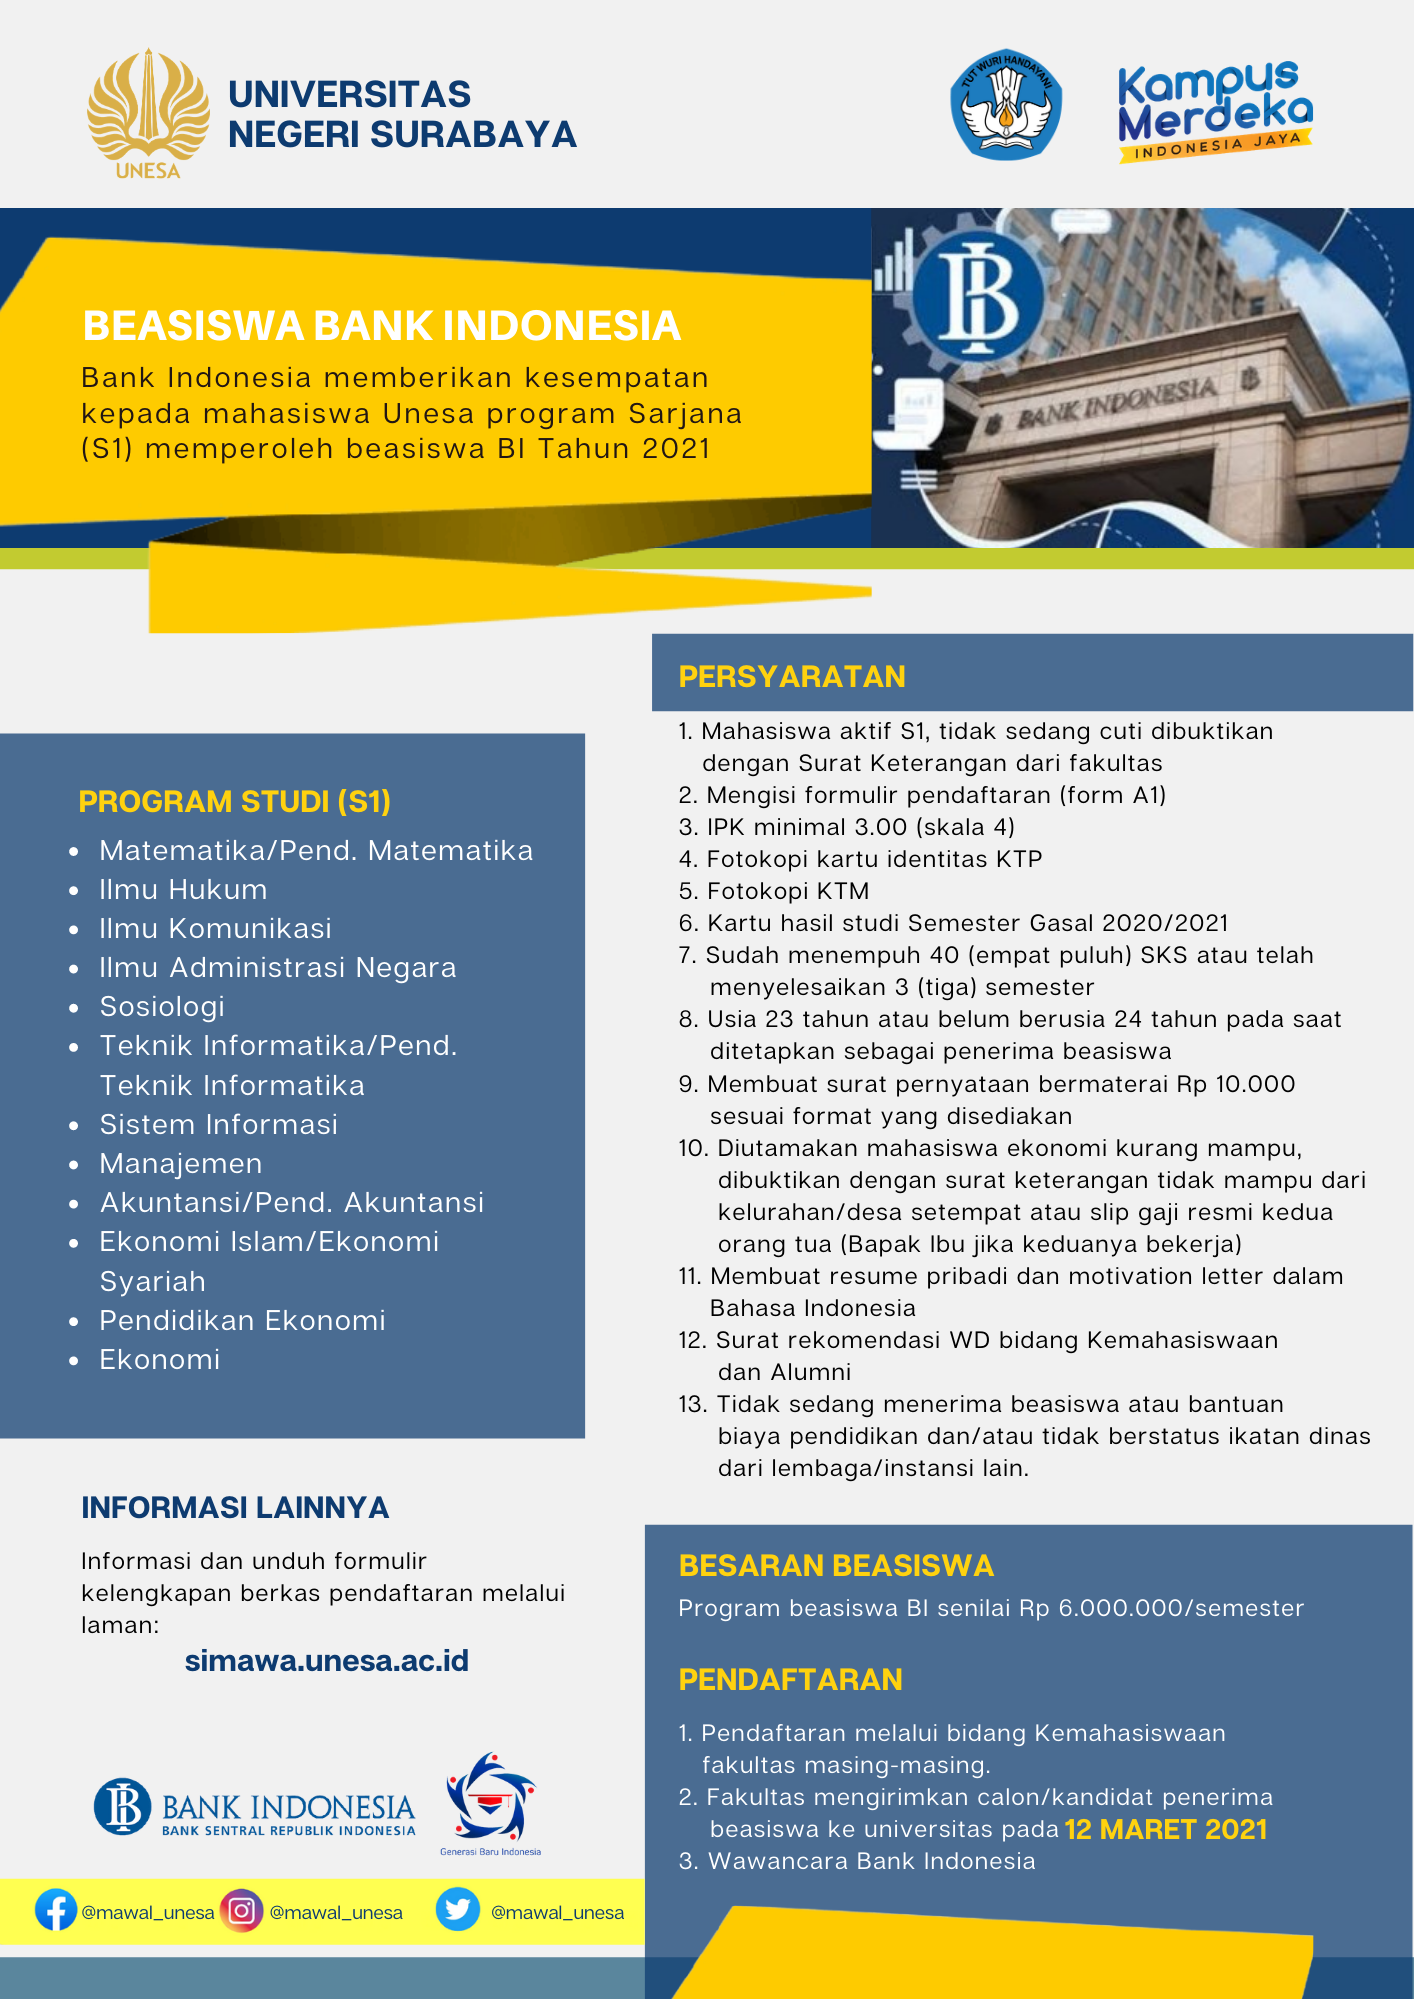 UNESA
UNIVERSITAS
NEGERI SURABAYA
TUT WURI HANDAYANI
Kampus
Merdeka
INDONESIA JAYA
BEASISWA BANK INDONESIA
Bank Indonesia memberikan kesempatan
kepada mahasiswa Unesa program Sarjana
(S1) memperoleh beasiswa BI Tahun 2021
BANK INDONESIA
PROGRAM STUDI (S1)
• Matematika/Pend. Matematika
• Ilmu Hukum
• Ilmu Komunikasi
• Ilmu Administrasi Negara
• Sosiologi
• Teknik Informatika/Pend.
Teknik Informatika
• Sistem Informasi
• Manajemen
• Akuntansi/Pend. Akuntansi
• Ekonomi Islam/Ekonomi
Syariah
• Pendidikan Ekonomi
• Ekonomi
INFORMASI LAINNYA
Informasi dan unduh formulir
kelengkapan berkas pendaftaran melalui
laman:
simawa.unesa.ac.id
BANK INDONESIA
BANK SENTRAL REPUBLIK INDONESIA
Generasi Baru Indonesia
@mawal_unesa @mawal_unesa @mawal_unesa
PERSYARATAN
1. Mahasiswa aktif S1, tidak sedang cuti dibuktikan
dengan Surat Keterangan dari fakultas
2. Mengisi formulir pendaftaran (form A1)
3. IPK minimal 3.00 (skala 4)
4. Fotokopi kartu identitas KTP
5. Fotokopi KTM
6. Kartu hasil studi Semester Gasal 2020/2021
7. Sudah menempuh 40 (empat puluh) SKS atau telah
menyelesaikan 3 (tiga) semester
8. Usia 23 tahun atau belum berusia 24 tahun pada saat
ditetapkan sebagai penerima beasiswa
9. Membuat surat pernyataan bermaterai Rp 10.000
sesuai format yang disediakan
10. Diutamakan mahasiswa ekonomi kurang mampu,
dibuktikan dengan surat keterangan tidak mampu dari
kelurahan/desa setempat atau slip gaji resmi kedua
orang tua (Bapak Ibu jika keduanya bekerja)
11. Membuat resume pribadi dan motivation letter dalam
Bahasa Indonesia
12. Surat rekomendasi WD bidang Kemahasiswaan
dan Alumni
13. Tidak sedang menerima beasiswa atau bantuan
biaya pendidikan dan/atau tidak berstatus ikatan dinas
dari lembaga/instansi lain.
BESARAN BEASISWA
Program beasiswa BI senilai Rp 6.000.000/semester
PENDAFTARAN
1. Pendaftaran melalui bidang Kemahasiswaan
fakultas masing-masing.
2. Fakultas mengirimkan calon/kandidat penerima
beasiswa ke universitas pada 12 MARET 2021
3. Wawancara Bank Indonesia